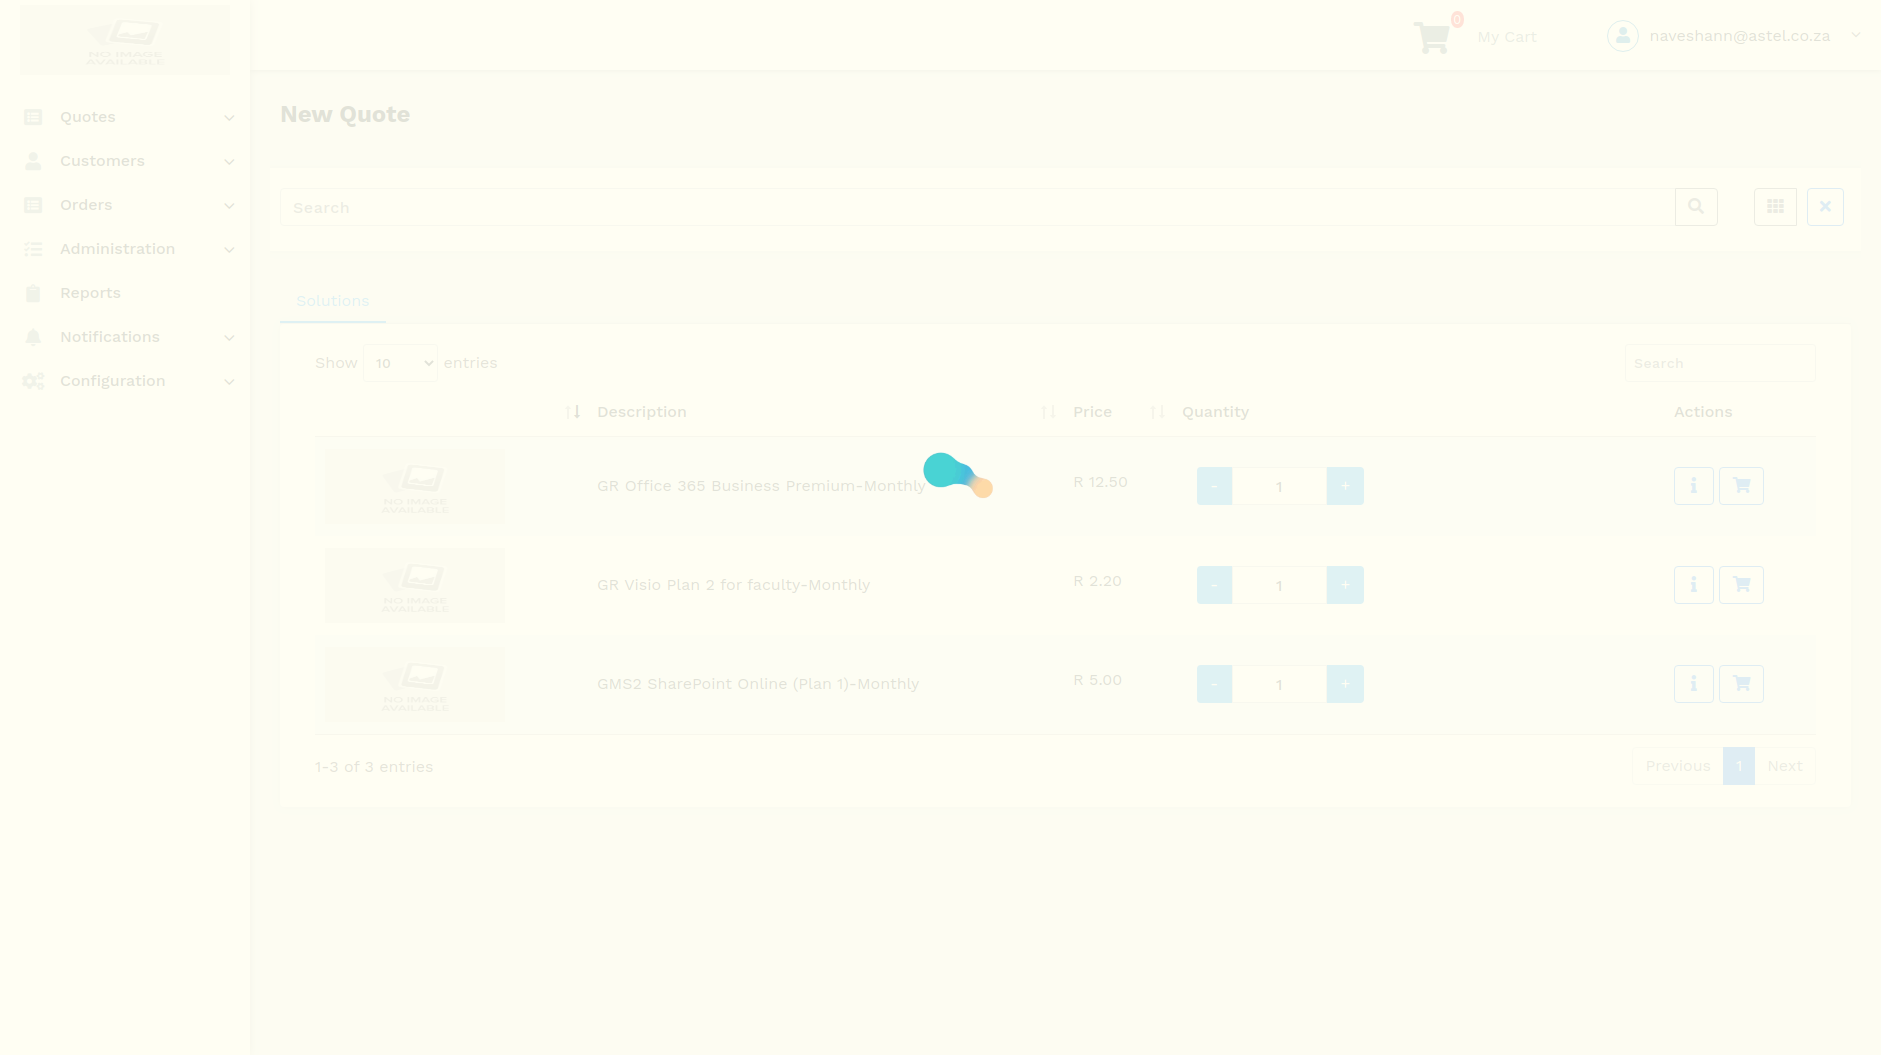 NO IMAGE
AVAILABLE
0
My Cart
naveshann@astel.co.za
Quotes
Customers
Orders
Administration
Reports
Notifications
Configuration
New Quote
Search
Solutions
Show 10 entries
Search
Description Price Quantity Actions
NO IMAGE
AVAILABLE
GR Office 365 Business Premium-Monthly R 12.50 - 1 +
NO IMAGE
AVAILABLE
GR Visio Plan 2 for faculty-Monthly R 2.20 - 1 +
NO IMAGE
AVAILABLE
GMS2 SharePoint Online (Plan 1)-Monthly R 5.00 - 1 +
1-3 of 3 entries
Previous 1 Next